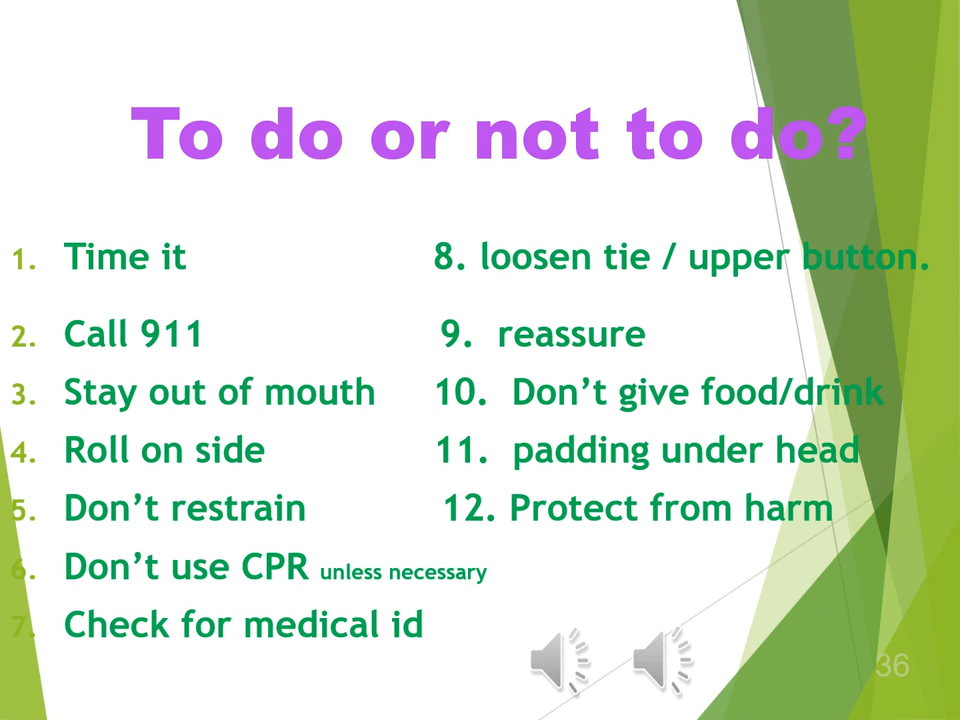 To do or not to do?
1. Time it 8. loosen tie / upper button.
2. Call 911 9. reassure
3. Stay out of mouth 10. Don’t give food/drink
4. Roll on side 11. padding under head
5. Don’t restrain 12. Protect from harm
6. Don’t use CPR unless necessary
7. Check for medical id
36